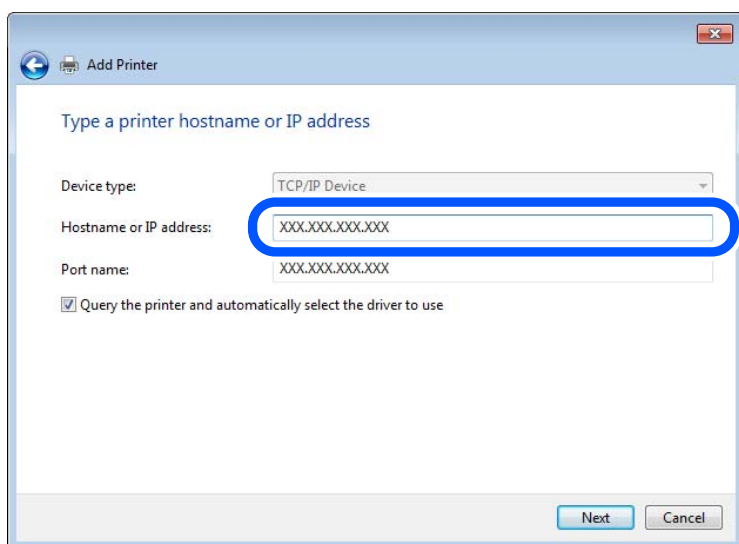 Add Printer
Type a printer hostname or IP address
Device type: TCP/IP Device
Hostname or IP address: XXX.XXX.XXX.XXX
Port name: XXX.XXX.XXX.XXX
Query the printer and automatically select the driver to use
Next Cancel